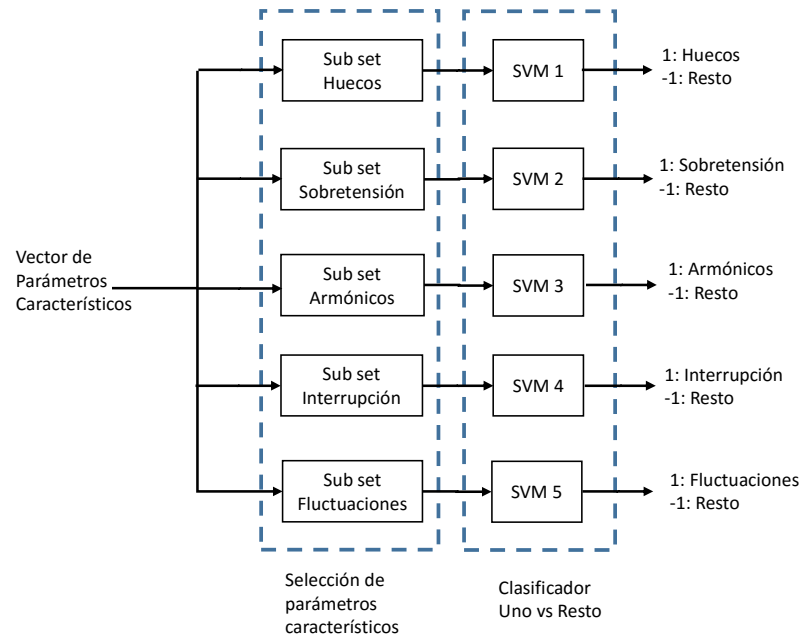 Sub set
Huecos
SVM 1
1: Huecos
-1: Resto
Sub set
Sobretensión
SVM 2
1: Sobretensión
-1: Resto
Vector de
Parámetros
Característicos
Sub set
Armónicos
SVM 3
1: Armónicos
-1: Resto
Sub set
Interrupción
SVM 4
1: Interrupción
-1: Resto
Sub set
Fluctuaciones
SVM 5
1: Fluctuaciones
-1: Resto
Selección de
parámetros
característicos
Clasificador
Uno vs Resto